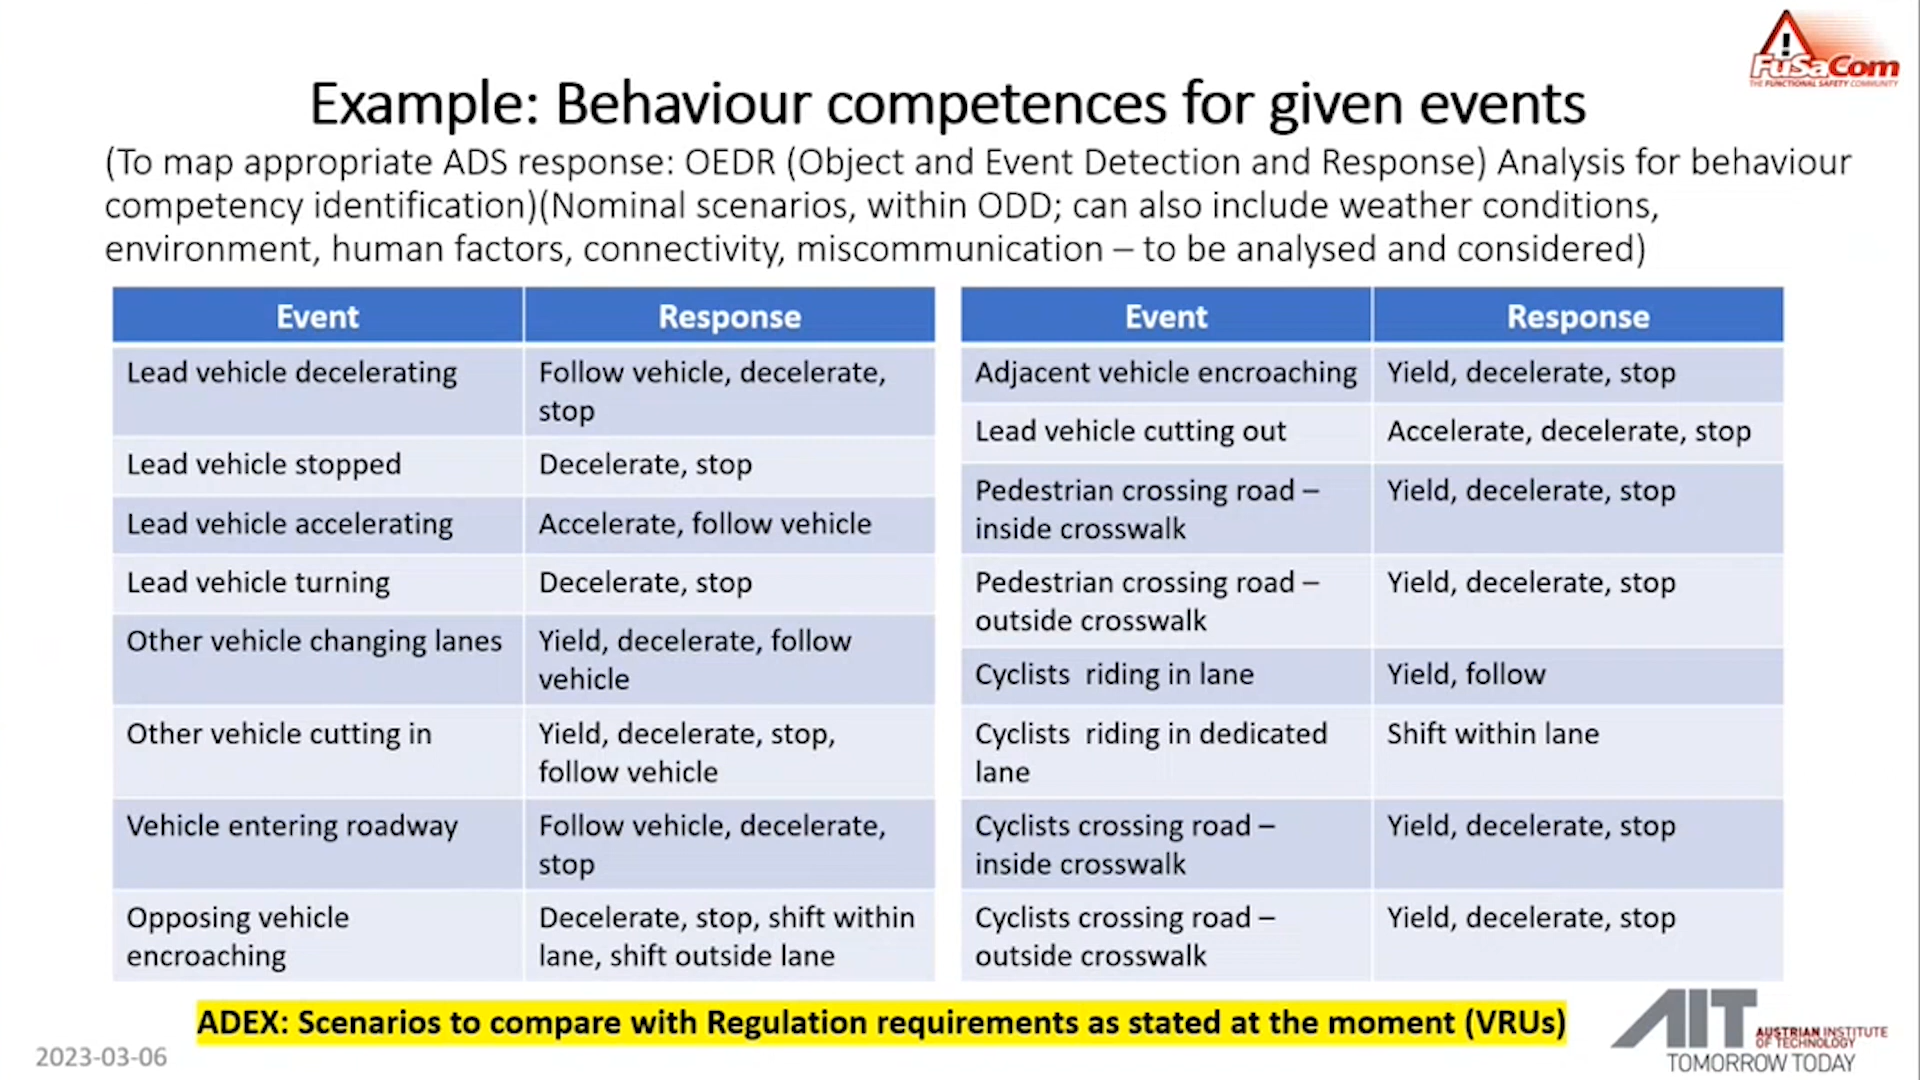 FuSaCom
THE FUNCTIONAL SAFETY COMMUNITY
Example: Behaviour competences for given events
(To map appropriate ADS response: OEDR (Object and Event Detection and Response) Analysis for behaviour
competency identification)(Nominal scenarios, within ODD; can also include weather conditions,
environment, human factors, connectivity, miscommunication – to be analysed and considered)
Event Response
Lead vehicle decelerating Follow vehicle, decelerate,
stop
Lead vehicle stopped Decelerate, stop
Lead vehicle accelerating Accelerate, follow vehicle
Lead vehicle turning Decelerate, stop
Other vehicle changing lanes Yield, decelerate, follow
vehicle
Other vehicle cutting in Yield, decelerate, stop,
follow vehicle
Vehicle entering roadway Follow vehicle, decelerate,
stop
Opposing vehicle Decelerate, stop, shift within
encroaching lane, shift outside lane
Event Response
Adjacent vehicle encroaching Yield, decelerate, stop
Lead vehicle cutting out Accelerate, decelerate, stop
Pedestrian crossing road – Yield, decelerate, stop
inside crosswalk
Pedestrian crossing road – Yield, decelerate, stop
outside crosswalk
Cyclists riding in lane Yield, follow
Cyclists riding in dedicated Shift within lane
lane
Cyclists crossing road – Yield, decelerate, stop
inside crosswalk
Cyclists crossing road – Yield, decelerate, stop
outside crosswalk
ADEX: Scenarios to compare with Regulation requirements as stated at the moment (VRUs)
2023-03-06
AIT
AUSTRIAN INSTITUTE
OF TECHNOLOGY
TOMORROW TODAY